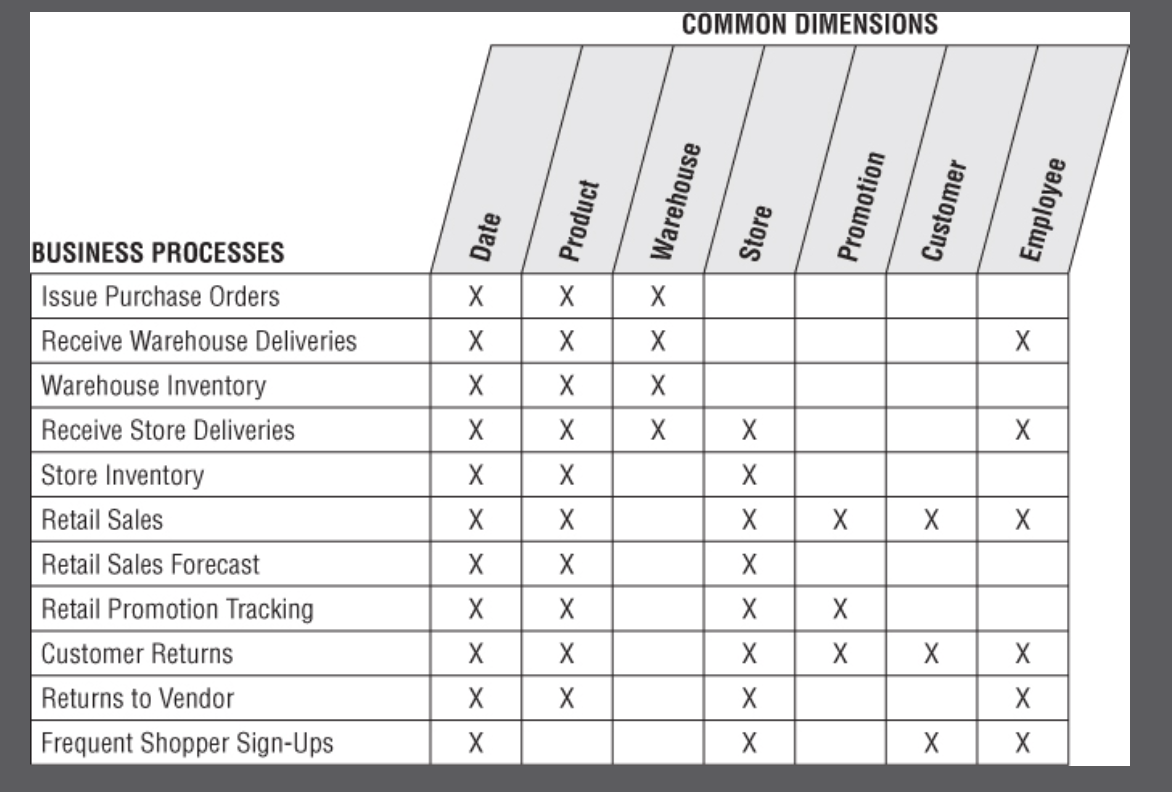 COMMON DIMENSIONS
BUSINESS PROCESSES Date Product Warehouse Store Promotion Customer Employee
Issue Purchase Orders X X X
Receive Warehouse Deliveries X X X X
Warehouse Inventory X X X
Receive Store Deliveries X X X X X
Store Inventory X X X
Retail Sales X X X X X X
Retail Sales Forecast X X X
Retail Promotion Tracking X X X X
Customer Returns X X X X X X
Returns to Vendor X X X X
Frequent Shopper Sign-Ups X X X X